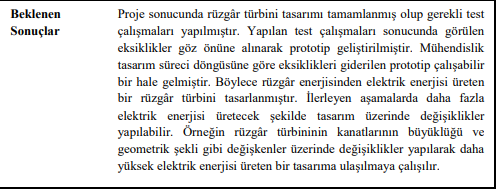 Beklenen
Sonuçlar
Proje sonucunda rüzgâr türbini tasarımı tamamlanmış olup gerekli test
çalışmaları yapılmıştır. Yapılan test çalışmaları sonucunda görülen
eksiklikler göz önüne alınarak prototip geliştirilmiştir. Mühendislik
tasarım süreci döngüsüne göre eksiklikleri giderilen prototip çalışabilir
bir hale gelmiştir. Böylece rüzgâr enerjisinden elektrik enerjisi üreten
bir rüzgâr türbini tasarlanmıştır. İlerleyen aşamalarda daha fazla
elektrik enerjisi üretecek şekilde tasarım üzerinde değişiklikler
yapılabilir. Örneğin rüzgâr türbininin kanatlarının büyüklüğü ve
geometrik şekli gibi değişkenler üzerinde değişiklikler yapılarak daha
yüksek elektrik enerjisi üreten bir tasarıma ulaşılmaya çalışılır.